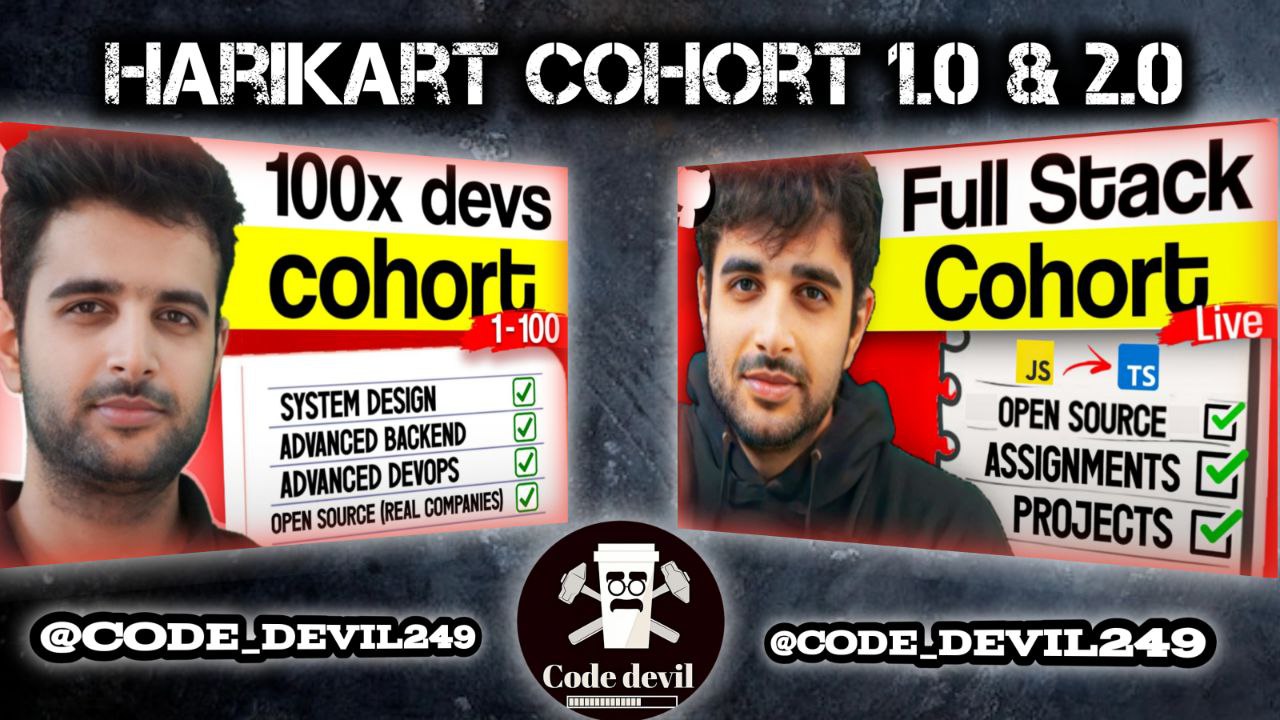 HARIKART COHORT 1.0 & 2.0
100x devs
cohort
1-100
SYSTEM DESIGN
ADVANCED BACKEND
ADVANCED DEVOPS
OPEN SOURCE (REAL COMPANIES)
Full Stack
Cohort
Live
JS
TS
OPEN SOURCE
ASSIGNMENTS
PROJECTS
@CODE_DEVIL249
Code devil
@CODE_DEVIL249